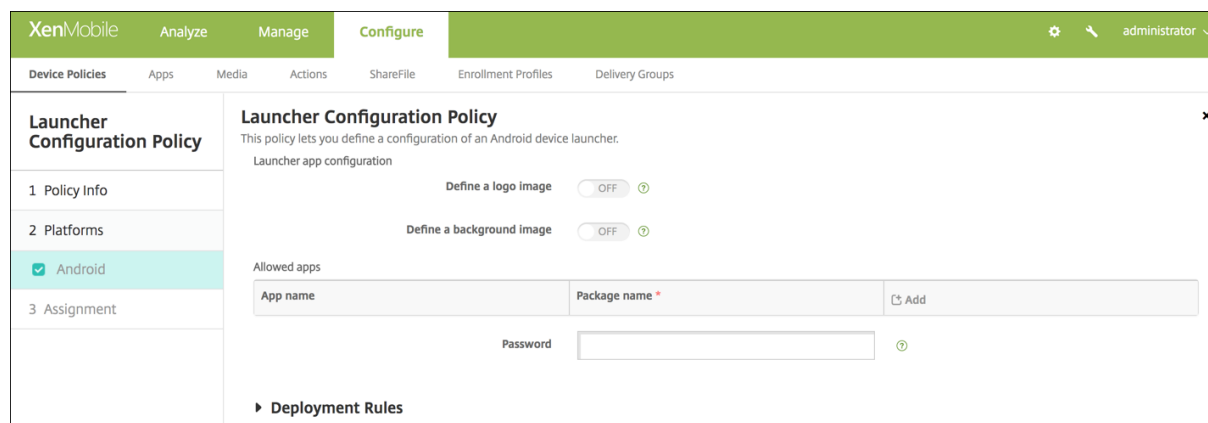 XenMobile Analyze Manage Configure administrator
Device Policies Apps Media Actions ShareFile Enrollment Profiles Delivery Groups
Launcher Configuration Policy
1 Policy Info
2 Platforms
Android
3 Assignment
Launcher Configuration Policy
This policy lets you define a configuration of an Android device launcher.
Launcher app configuration
Define a logo image OFF ?
Define a background image OFF ?
Allowed apps
App name Package name * Add
Password ?
Deployment Rules